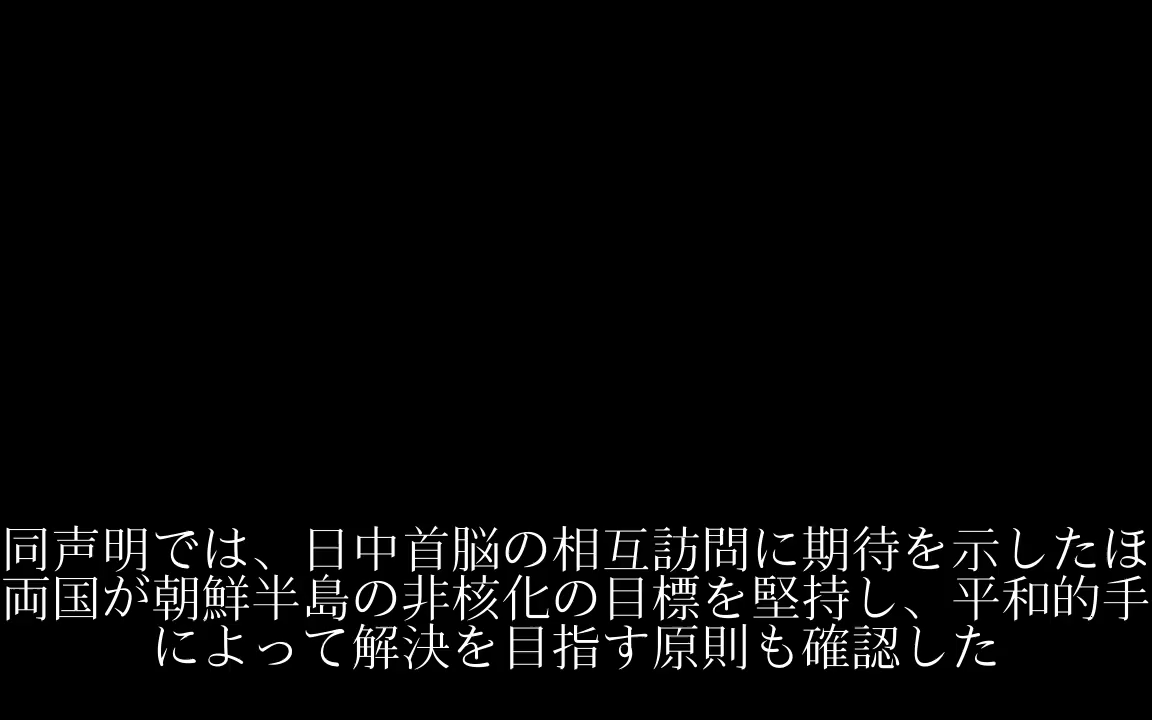 同声明では、日中首脳の相互訪問に期待を示したほ
両国が朝鮮半島の非核化の目標を堅持し、平和的手
によって解決を目指す原則も確認した